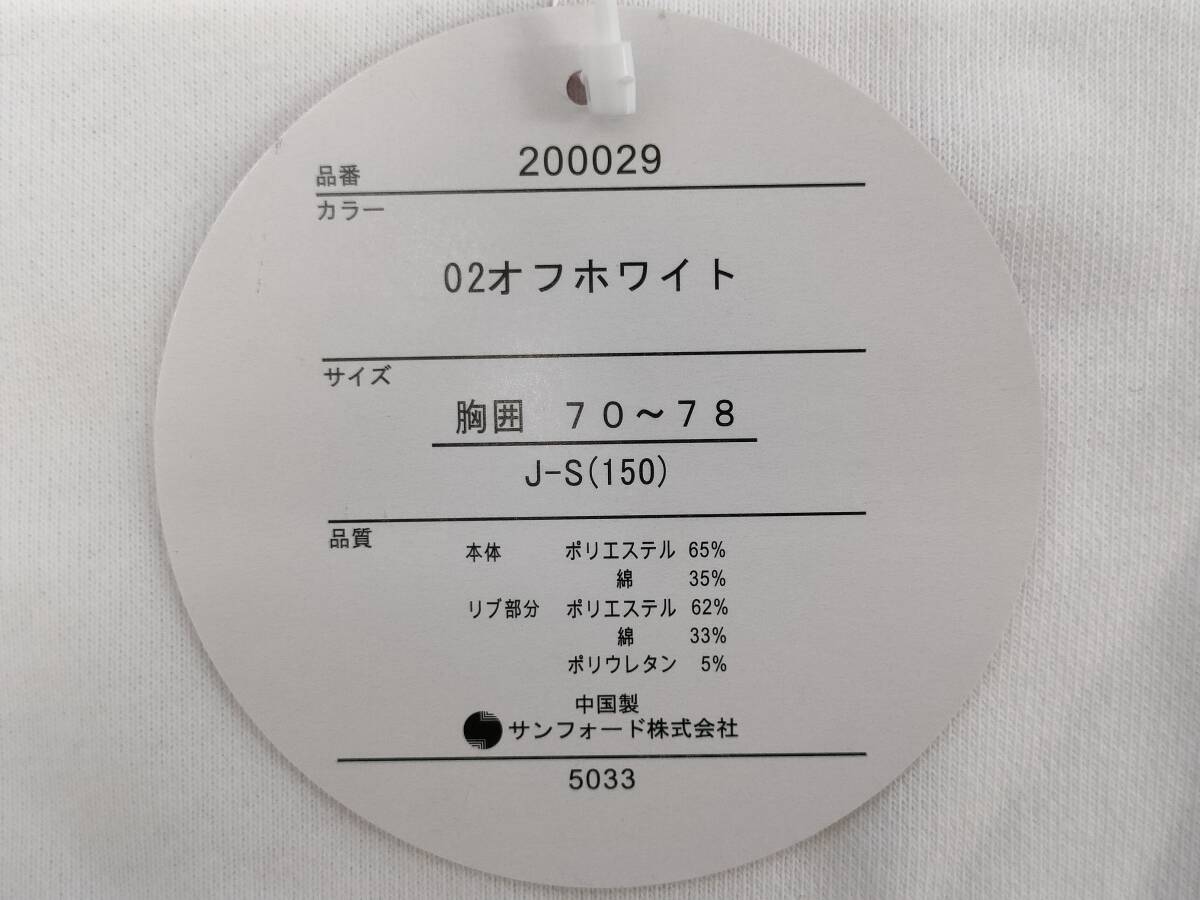 品番 200029
カラー
02オフホワイト
サイズ
胸囲 70~78
J-S(150)
品質 本体 ポリエステル 65%
綿 35%
リブ部分 ポリエステル 62%
綿 33%
ポリウレタン 5%
中国製
サンフォード株式会社
5033